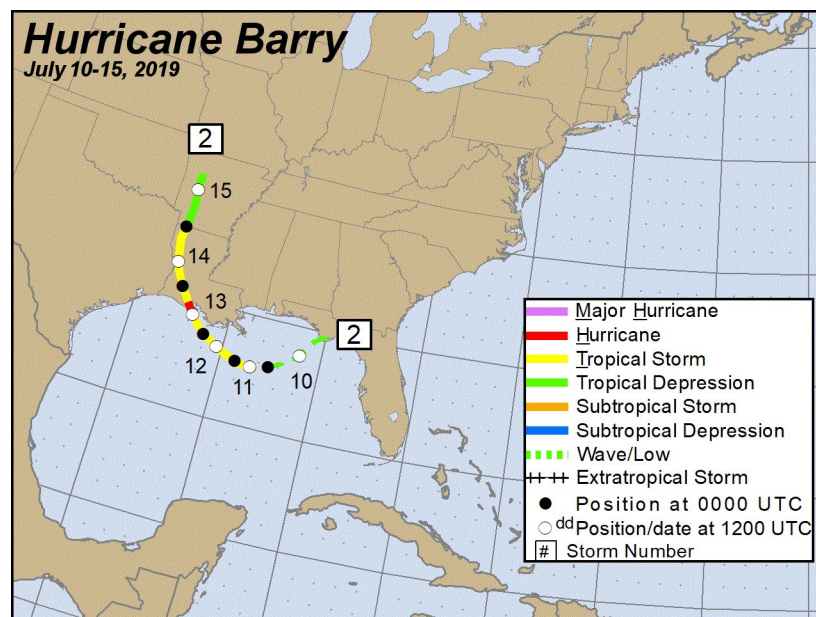 Hurricane Barry
July 10-15, 2019
2
15
14
13
12
11
10
2
Major Hurricane
Hurricane
Tropical Storm
Tropical Depression
Subtropical Storm
Subtropical Depression
Wave/Low
Extratropical Storm
Position at 0000 UTC
dd Position/date at 1200 UTC
# Storm Number